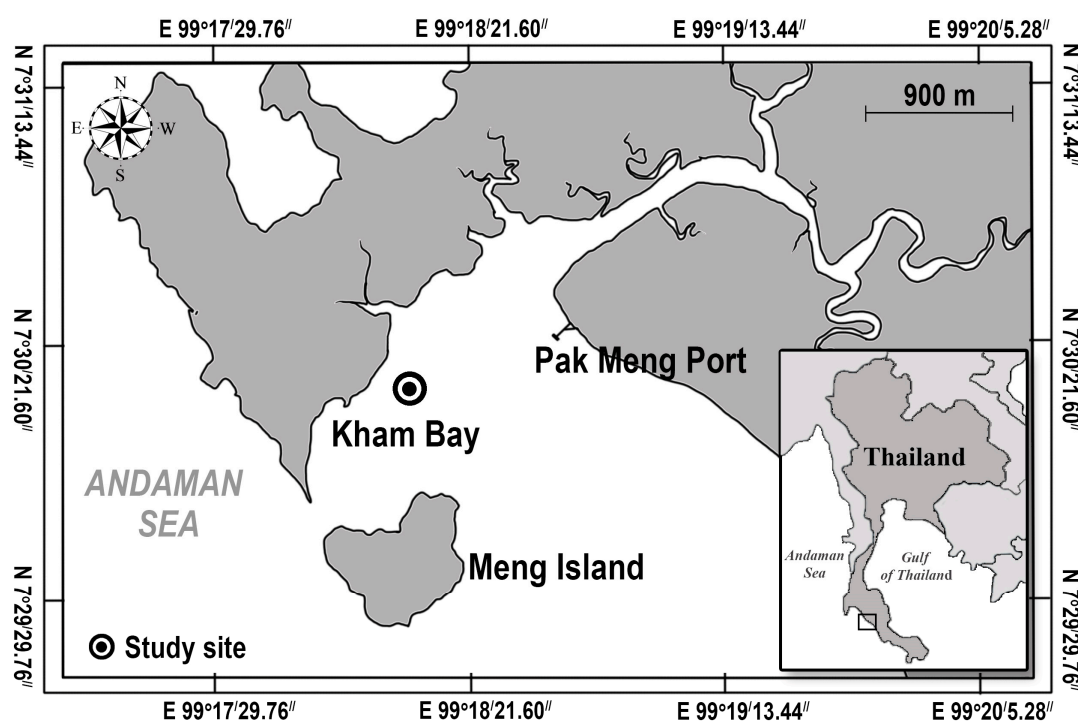 E 99°17/29.76//
E 99°18/21.60//
E 99°19/13.44//
E 99°20/5.28//
N 7°31/13.44//
N 7°31/13.44//
N
E
W
S
900 m
N 7°30/21.60//
N 7°30/21.60//
Pak Meng Port
Kham Bay
ANDAMAN
SEA
Meng Island
Thailand
Andaman
Sea
Gulf
of Thailand
N 7°29/29.76//
N 7°29/29.76//
Study site
E 99°17/29.76//
E 99°18/21.60//
E 99°19/13.44//
E 99°20/5.28//